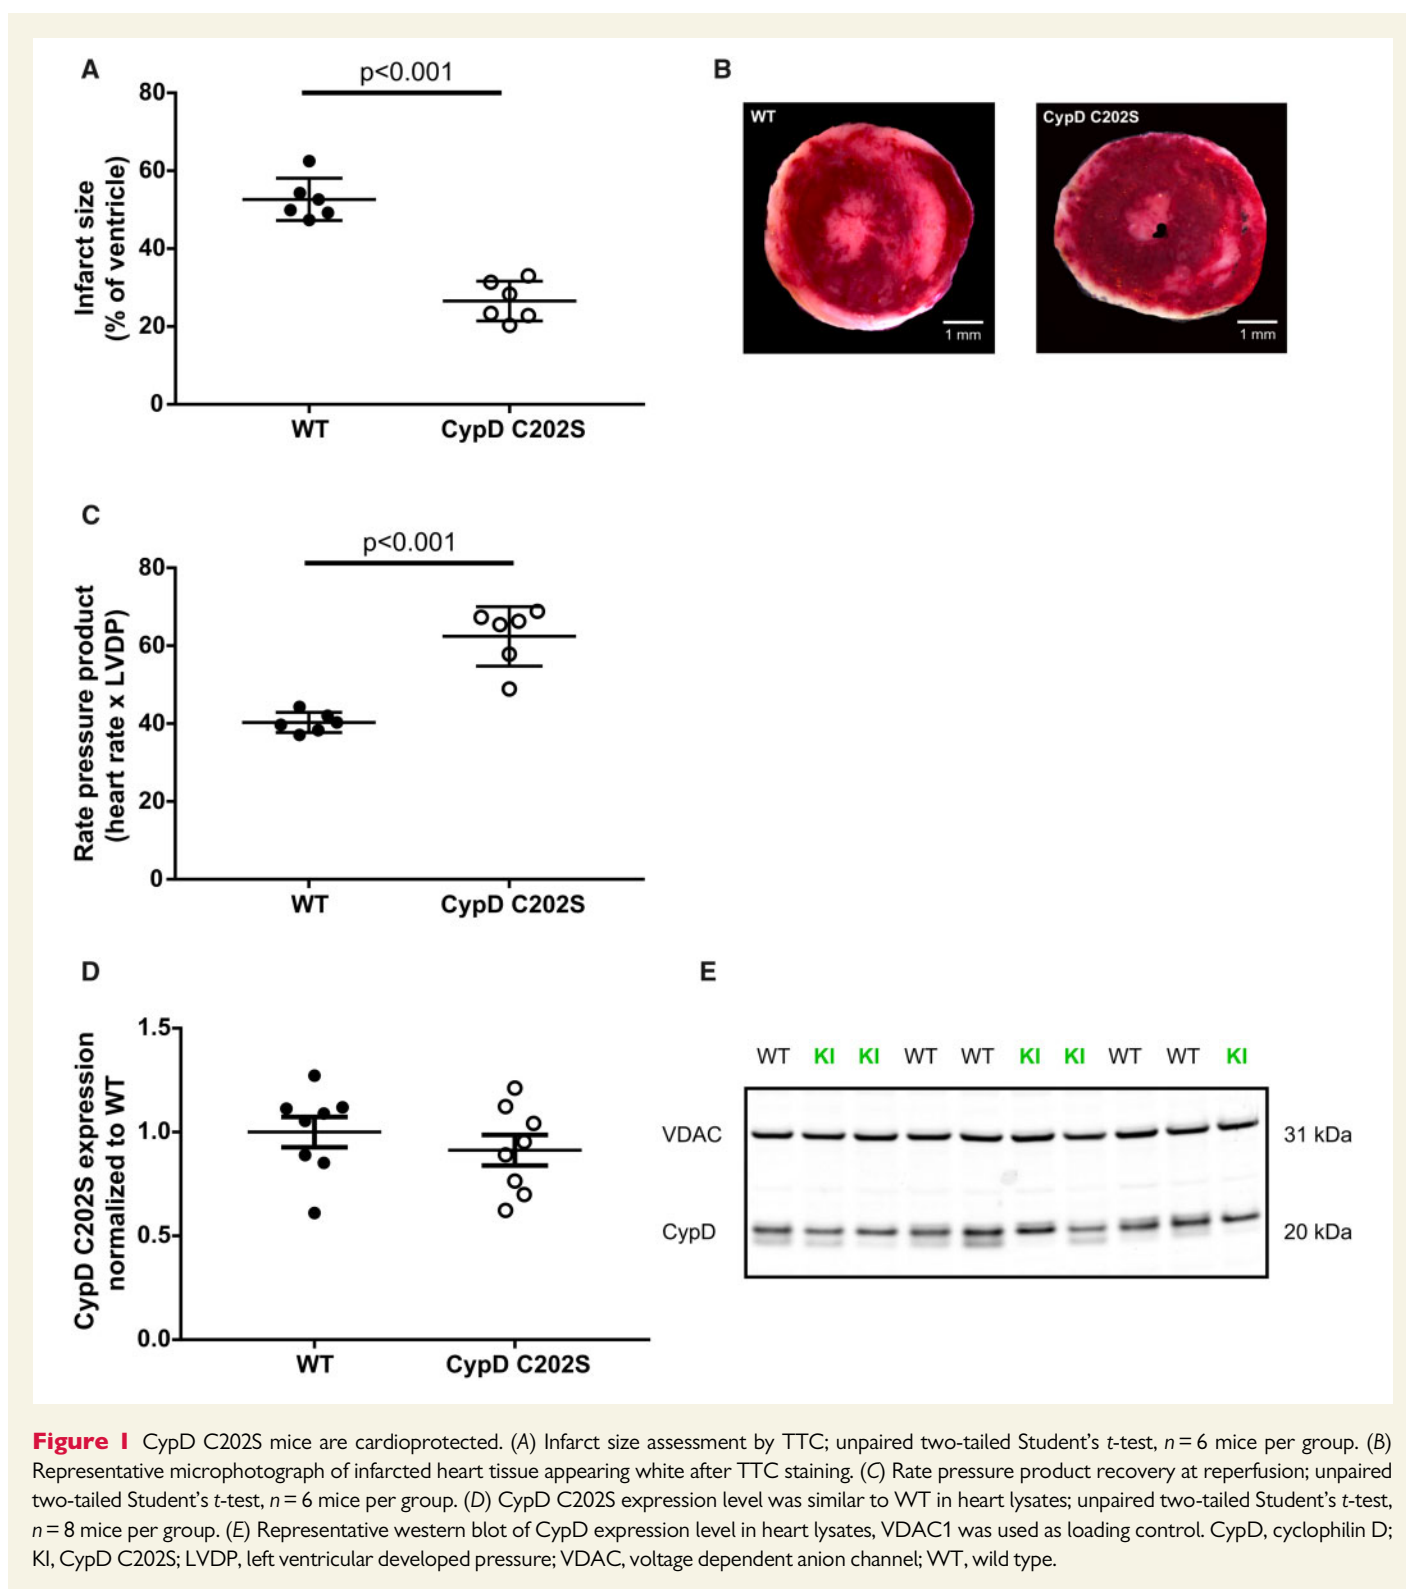 A
p<0.001
80
60
40
20
0
Infarct size
(% of ventricle)
WT
CypD C202S
B
WT
1 mm
CypD C202S
1 mm
C
p<0.001
80
60
40
20
0
Rate pressure product
(heart rate x LVDP)
WT
CypD C202S
D
1.5
1.0
0.5
0.0
CypD C202S expression
normalized to WT
WT
CypD C202S
E
WT KI KI WT WT KI KI WT WT KI
VDAC
31 kDa
CypD
20 kDa
Figure 1 CypD C202S mice are cardioprotected. (A) Infarct size assessment by TTC; unpaired two-tailed Student's t-test, n = 6 mice per group. (B)
Representative microphotograph of infarcted heart tissue appearing white after TTC staining. (C) Rate pressure product recovery at reperfusion; unpaired
two-tailed Student's t-test, n = 6 mice per group. (D) CypD C202S expression level was similar to WT in heart lysates; unpaired two-tailed Student's t-test,
n = 8 mice per group. (E) Representative western blot of CypD expression level in heart lysates, VDAC1 was used as loading control. CypD, cyclophilin D;
KI, CypD C202S; LVDP, left ventricular developed pressure; VDAC, voltage dependent anion channel; WT, wild type.